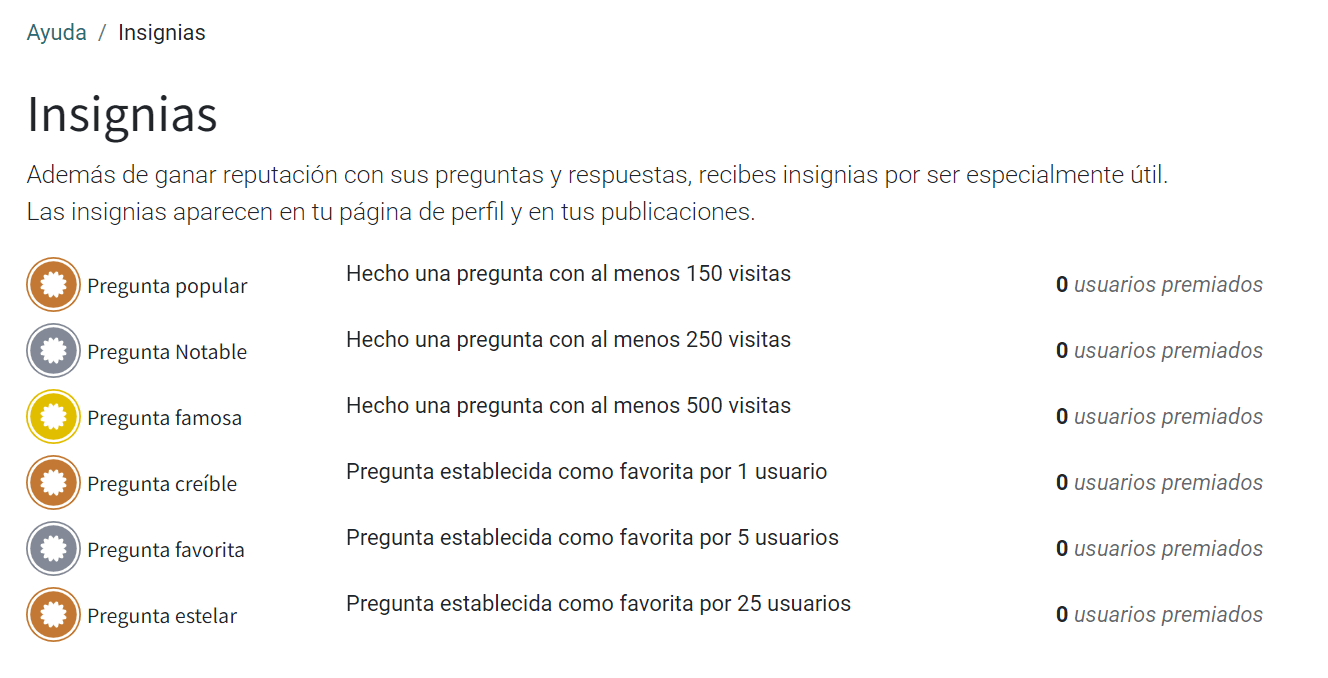 Ayuda / Insignias
Insignias
Además de ganar reputación con sus preguntas y respuestas, recibes insignias por ser especialmente útil.
Las insignias aparecen en tu página de perfil y en tus publicaciones.
Pregunta popular Hecho una pregunta con al menos 150 visitas 0 usuarios premiados
Pregunta Notable Hecho una pregunta con al menos 250 visitas 0 usuarios premiados
Pregunta famosa Hecho una pregunta con al menos 500 visitas 0 usuarios premiados
Pregunta creíble Pregunta establecida como favorita por 1 usuario 0 usuarios premiados
Pregunta favorita Pregunta establecida como favorita por 5 usuarios 0 usuarios premiados
Pregunta estelar Pregunta establecida como favorita por 25 usuarios 0 usuarios premiados